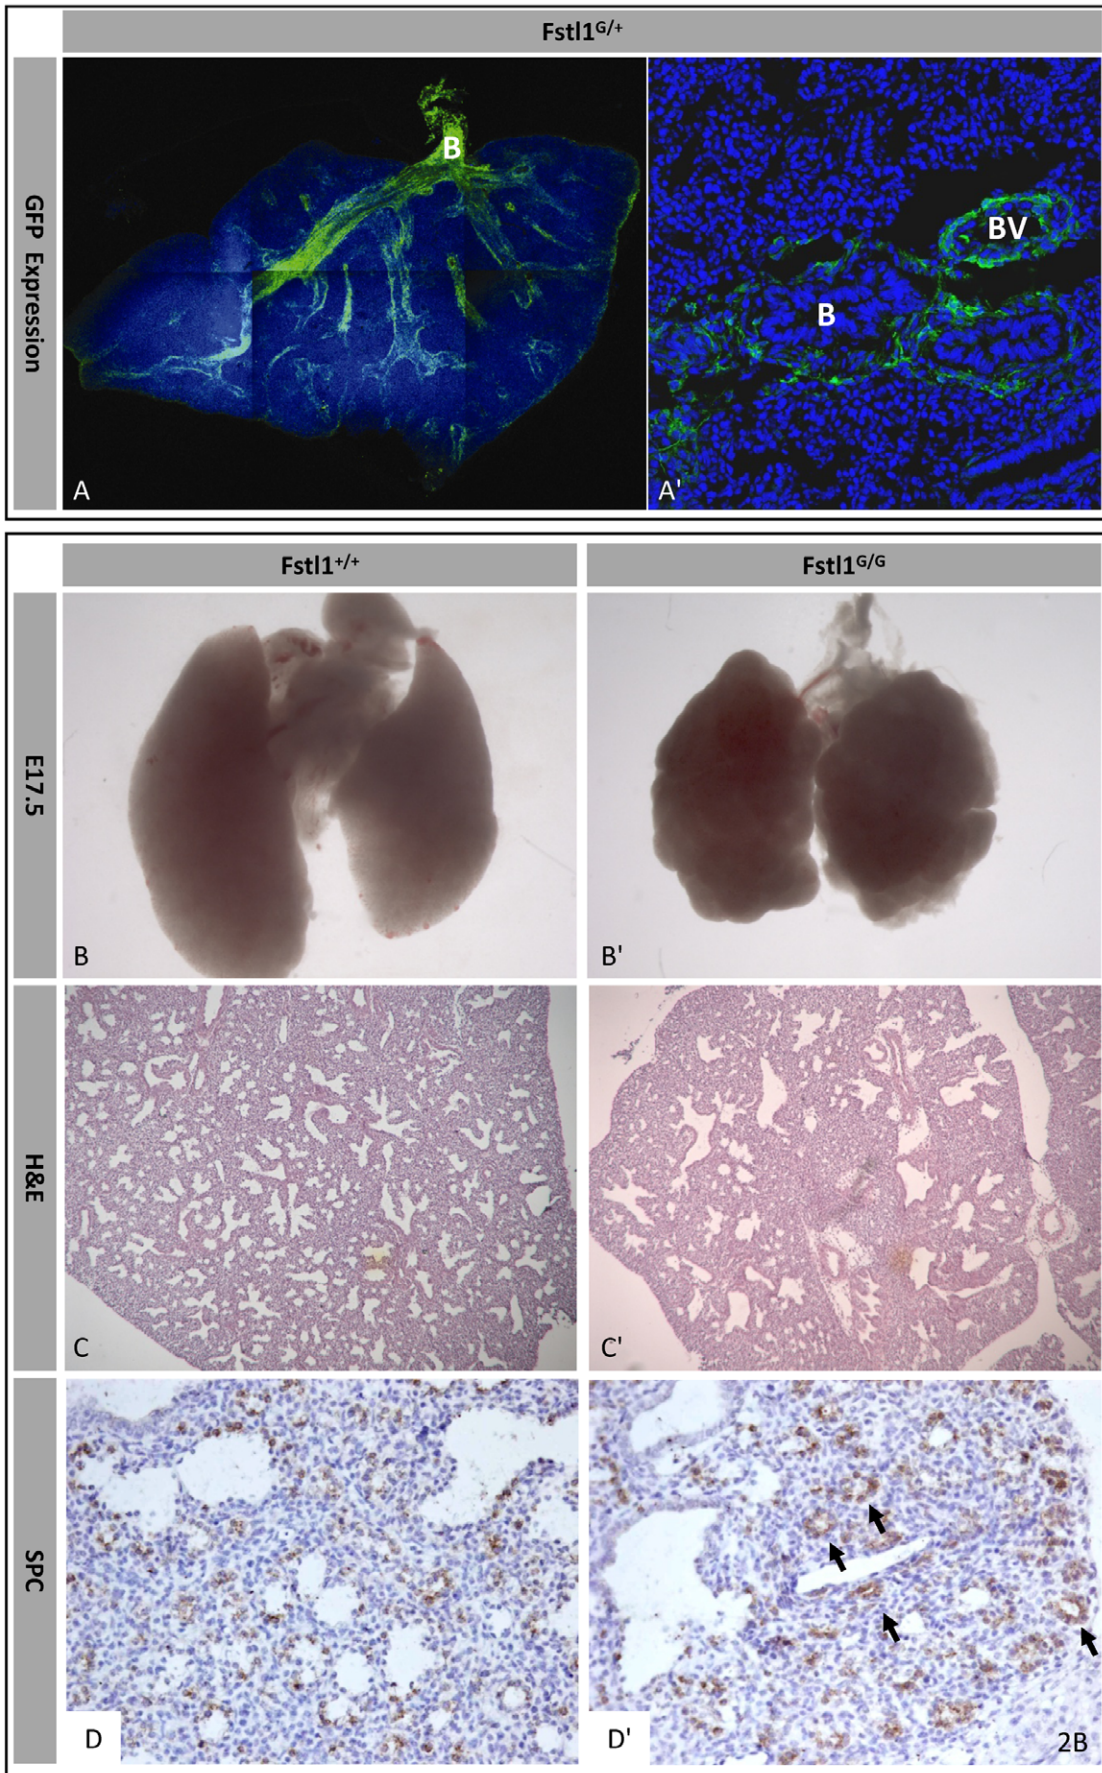 Fstl1G/+
GFP Expression
B
A
BV
B
A'
Fstl1+/+
Fstl1G/G
E17.5
B
B'
H&E
C
C'
SPC
D
D'
2B